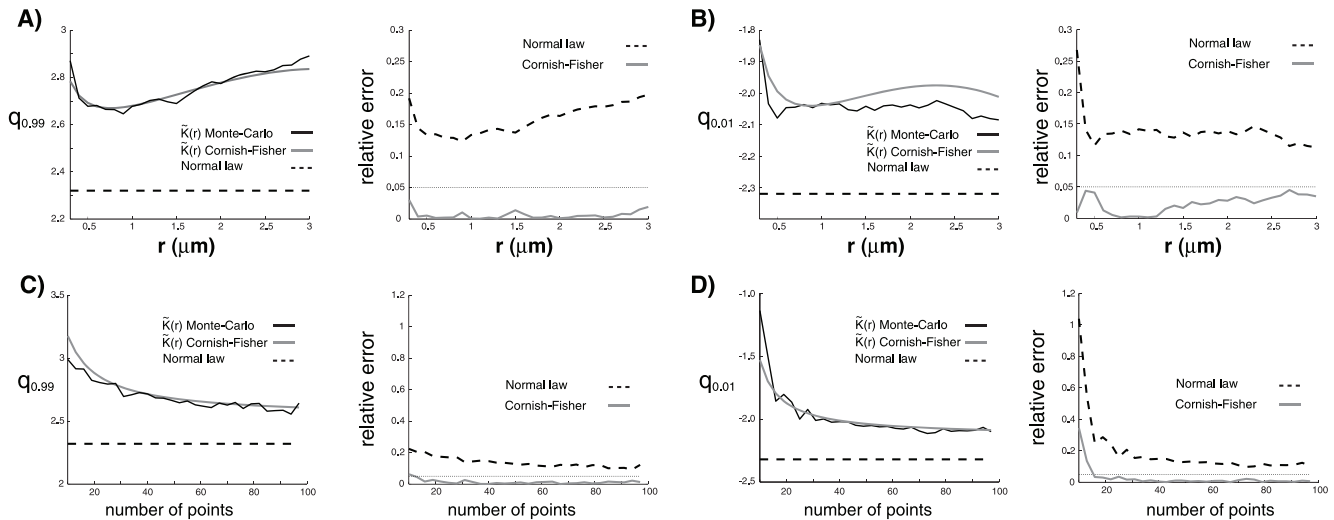 A)
3
2.8
2.6
2.4
2.2
q0.99
K̃(r) Monte-Carlo
K̃(r) Cornish-Fisher
Normal law
0.5
1
1.5
2
2.5
3
r (μm)
0.3
0.25
0.2
0.15
0.1
0.05
0
relative error
Normal law
Cornish-Fisher
0.5
1
1.5
2
2.5
3
r (μm)
B)
-1.8
-1.9
-2.0
-2.1
-2.2
-2.3
-2.4
q0.01
K̃(r) Monte-Carlo
K̃(r) Cornish-Fisher
Normal law
0.5
1
1.5
2
2.5
3
r (μm)
0.3
0.25
0.2
0.15
0.1
0.05
0
relative error
Normal law
Cornish-Fisher
0.5
1
1.5
2
2.5
3
r (μm)
C)
3.5
3
2.5
2
q0.99
K̃(r) Monte-Carlo
K̃(r) Cornish-Fisher
Normal law
20
40
60
80
100
number of points
1.2
1
0.8
0.6
0.4
0.2
0
relative error
Normal law
Cornish-Fisher
20
40
60
80
100
number of points
D)
-1.0
-1.5
-2.0
-2.5
q0.01
K̃(r) Monte-Carlo
K̃(r) Cornish-Fisher
Normal law
20
40
60
80
100
number of points
1.2
1
0.8
0.6
0.4
0.2
0
relative error
Normal law
Cornish-Fisher
10
20
40
60
80
100
number of points